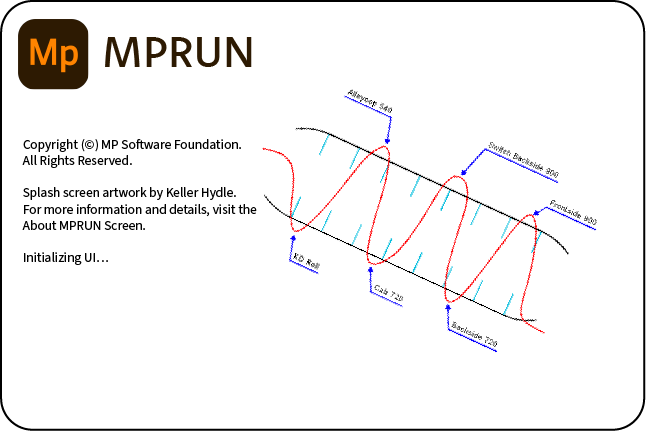 Mp MPRUN
Copyright (©) MP Software Foundation.
All Rights Reserved.
Splash screen artwork by Keller Hydle.
For more information and details, visit the
About MPRUN Screen.
Initializing UI...
Alleyoop 540
Switch Backside 900
Frontside 900
KD Roll
Cab 720
Backside 720